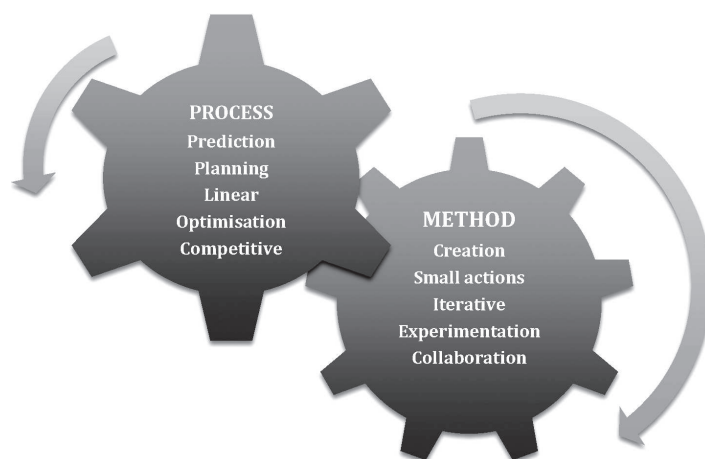 PROCESS
Prediction
Planning
Linear
Optimisation
Competitive
METHOD
Creation
Small actions
Iterative
Experimentation
Collaboration